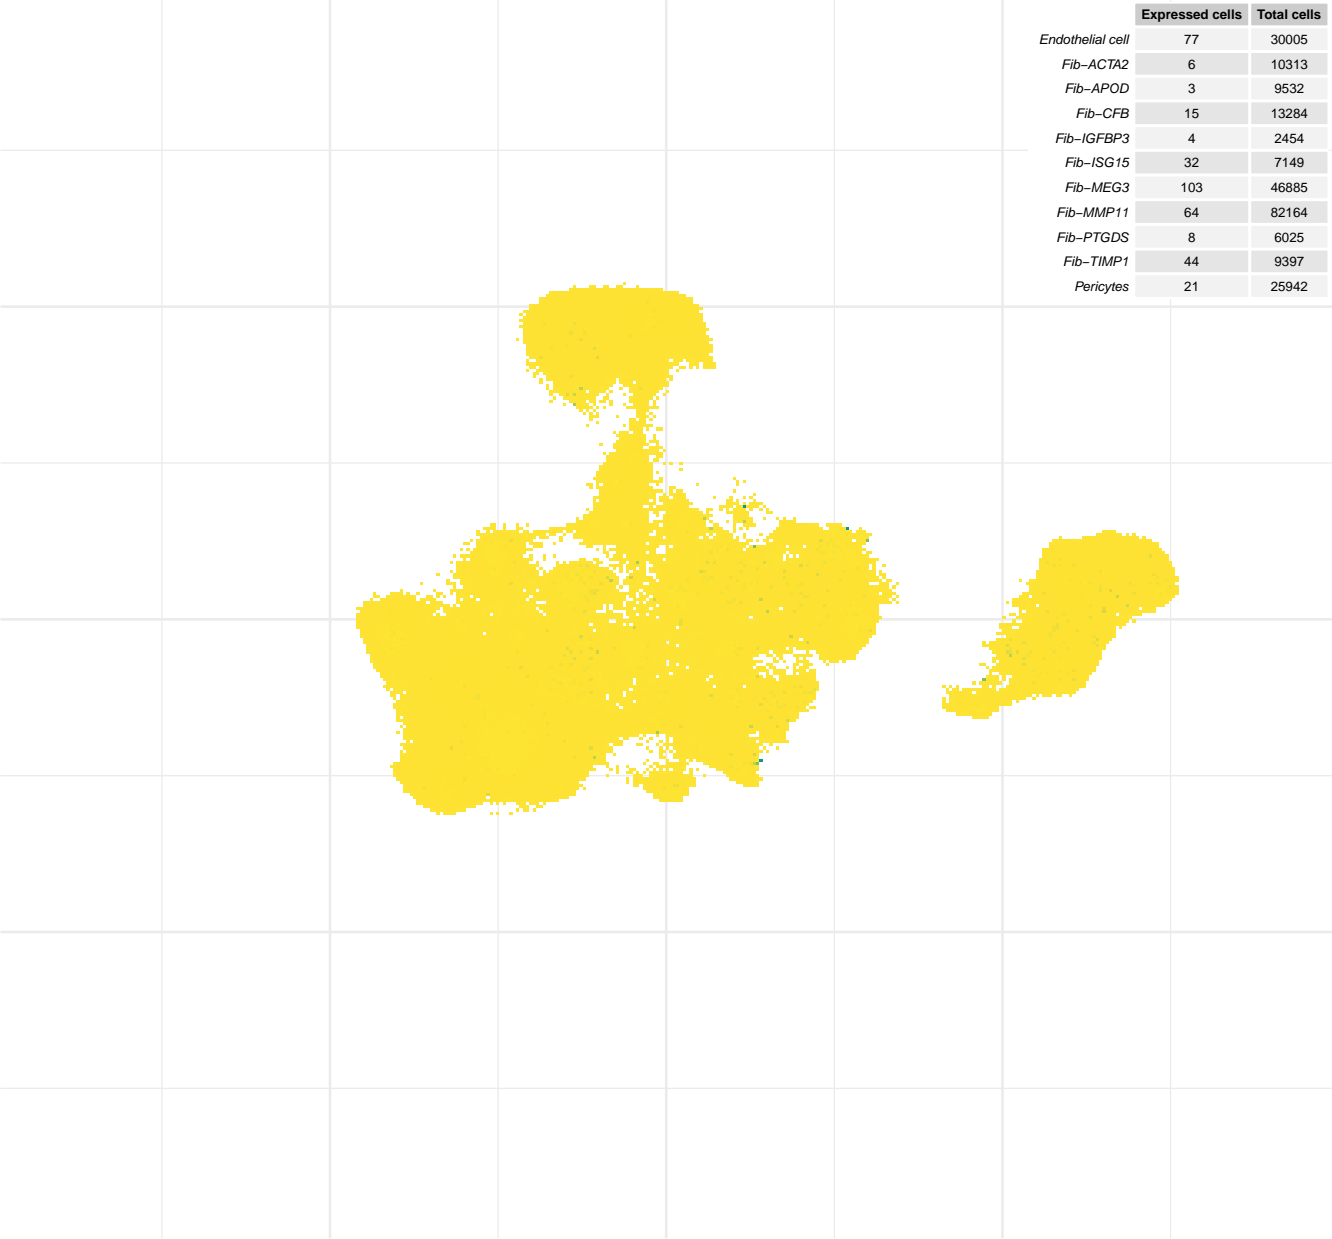 Expressed cells Total cells
Endothelial cell 77 30005
Fib−ACTA2 6 10313
Fib−APOD 3 9532
Fib−CFB 15 13284
Fib−IGFBP3 4 2454
Fib−ISG15 32 7149
Fib−MEG3 103 46885
Fib−MMP11 64 82164
Fib−PTGDS 8 6025
Fib−TIMP1 44 9397
Pericytes 21 25942